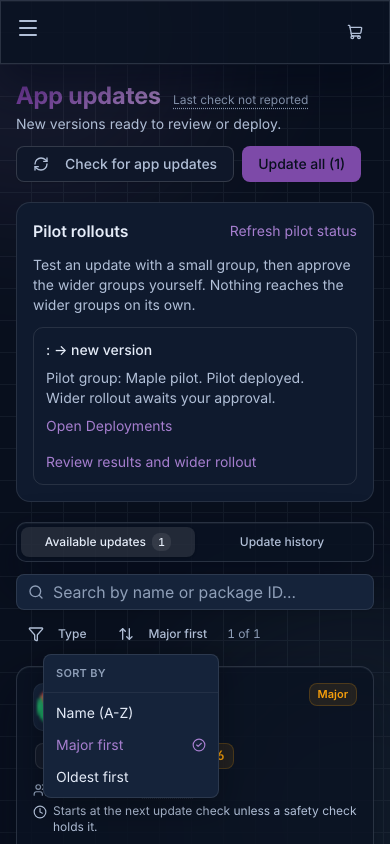 App updates Last check not reported
New versions ready to review or deploy.
Check for app updates Update all (1)
Pilot rollouts Refresh pilot status
Test an update with a small group, then approve
the wider groups yourself. Nothing reaches the
wider groups on its own.
: → new version
Pilot group: Maple pilot. Pilot deployed.
Wider rollout awaits your approval.
Open Deployments
Review results and wider rollout
Available updates 1 Update history
Search by name or package ID...
Type Major first 1 of 1
SORT BY
Name (A-Z)
Major first
Oldest first
Major
Starts at the next update check unless a safety check
holds it.